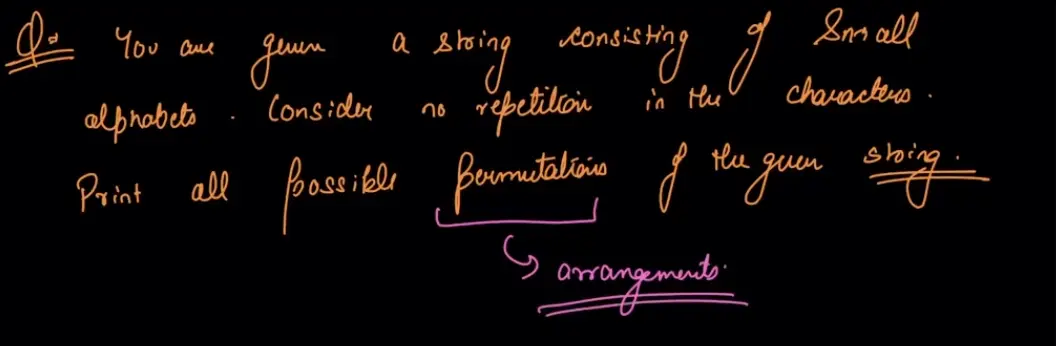 Q. You are given a string consisting of small
alphabets. Consider no repetition in the characters.
Print all possible permutations of the given string.
arrangements.